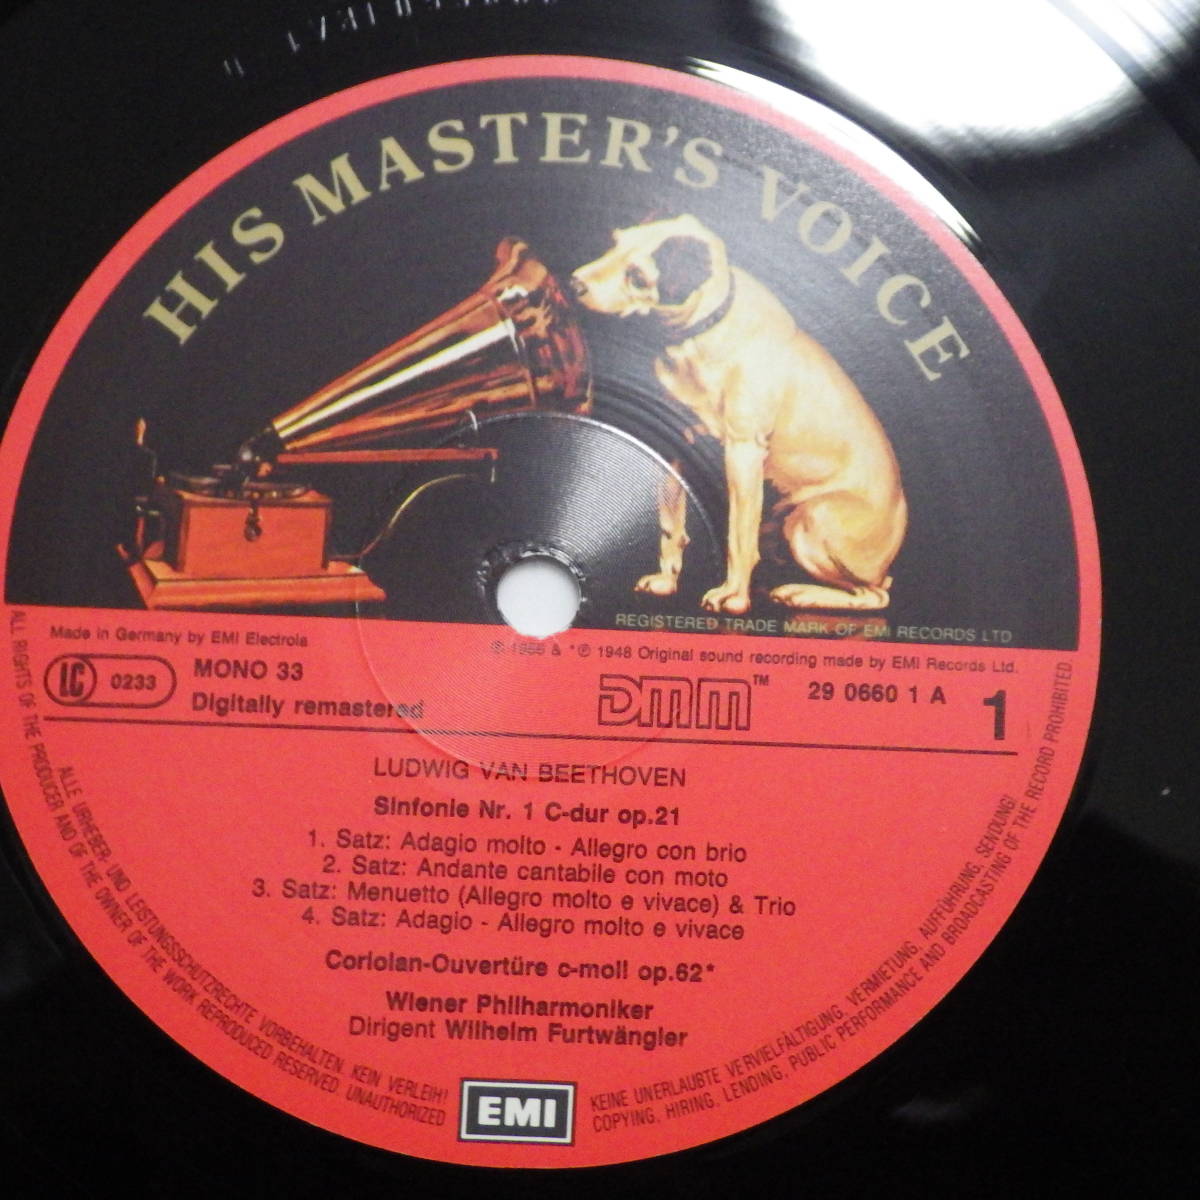 HIS MASTER'S VOICE
REGISTERED TRADE MARK OF EMI RECORDS LTD
Made in Germany by EMI Electrola
& *℗ 1948 Original sound recording made by EMI Records Ltd.
LC 0233
MONO 33
Digitally remastered
DMM™
29 0660 1 A
1
LUDWIG VAN BEETHOVEN
Sinfonie Nr. 1 C-dur op.21
1. Satz: Adagio molto - Allegro con brio
2. Satz: Andante cantabile con moto
3. Satz: Menuetto (Allegro molto e vivace) & Trio
4. Satz: Adagio - Allegro molto e vivace
Coriolan-Ouvertüre c-moll op.62*
Wiener Philharmoniker
Dirigent Wilhelm Furtwängler
EMI
ALLE URHEBER- UND LEISTUNGSSCHUTZRECHTE VORBEHALTEN. KEIN VERLEIH!
KEINE UNERLAUBTE VERVIELFÄLTIGUNG, VERMIETUNG, AUFFÜHRUNG, SENDUNG!
ALL RIGHTS OF THE PRODUCER AND OF THE OWNER OF THE WORK REPRODUCED RESERVED. UNAUTHORIZED
COPYING, HIRING, LENDING, PUBLIC PERFORMANCE AND BROADCASTING OF THE RECORD PROHIBITED